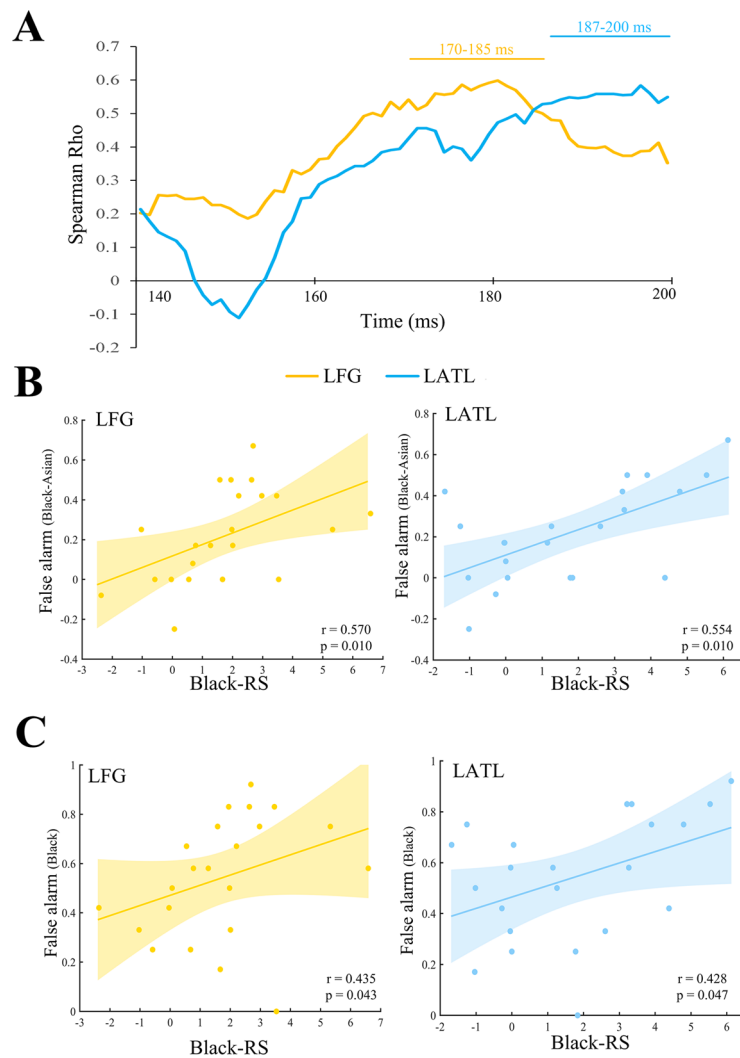 A
170-185 ms
187-200 ms
0.7
0.6
0.5
0.4
0.3
0.2
0.1
0
-0.1
-0.2
Spearman Rho
140
160
180
200
Time (ms)
LFG
LATL
B
LFG
0.8
0.6
0.4
0.2
0
-0.2
-0.4
False alarm (Black-Asian)
r = 0.570
p = 0.010
-3 -2 -1 0 1 2 3 4 5 6 7
Black-RS
LATL
0.8
0.6
0.4
0.2
0
-0.2
-0.4
False alarm (Black-Asian)
r = 0.554
p = 0.010
-2 -1 0 1 2 3 4 5 6
Black-RS
C
LFG
1
0.8
0.6
0.4
0.2
0
False alarm (Black)
r = 0.435
p = 0.043
-3 -2 -1 0 1 2 3 4 5 6 7
Black-RS
LATL
1
0.8
0.6
0.4
0.2
0
False alarm (Black)
r = 0.428
p = 0.047
-2 -1 0 1 2 3 4 5 6
Black-RS